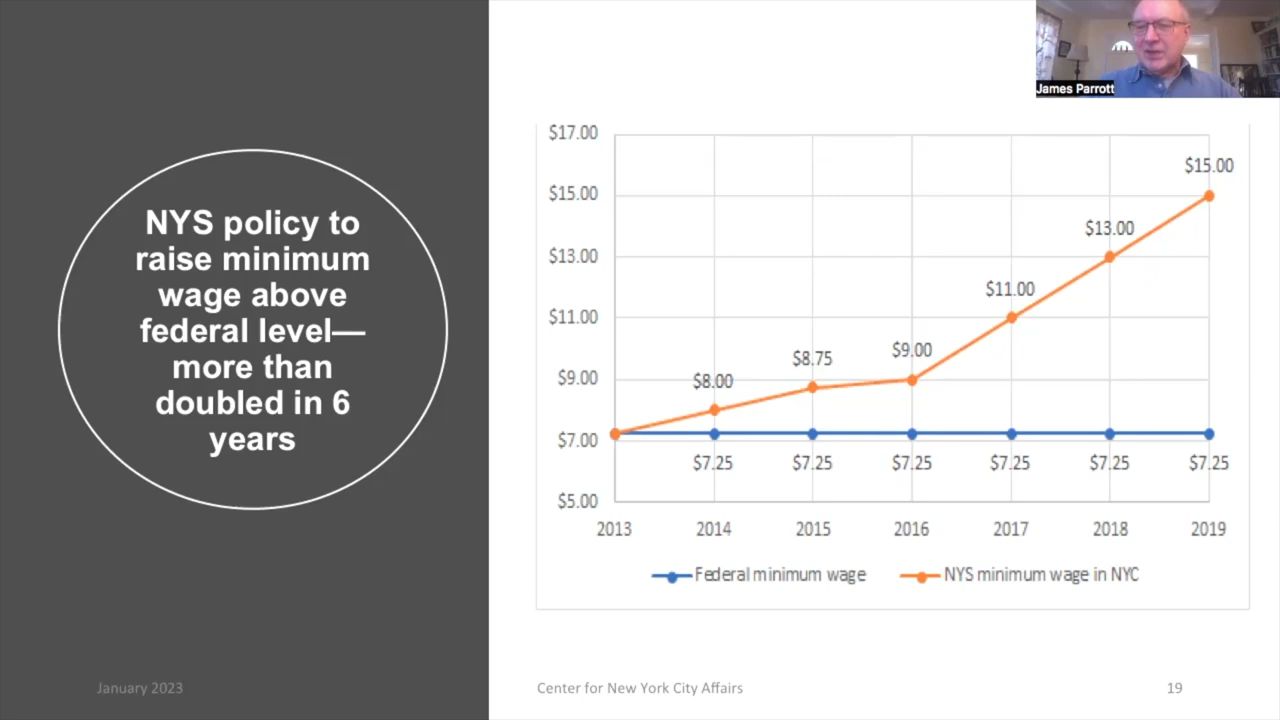 James Parrott
NYS policy to
raise minimum
wage above
federal level—
more than
doubled in 6
years
$17.00
$15.00
$13.00
$11.00
$9.00
$7.00
$5.00
$8.00
$8.75
$9.00
$11.00
$13.00
$15.00
$7.25
$7.25
$7.25
$7.25
$7.25
$7.25
2013
2014
2015
2016
2017
2018
2019
Federal minimum wage
NYS minimum wage in NYC
January 2023
Center for New York City Affairs
19